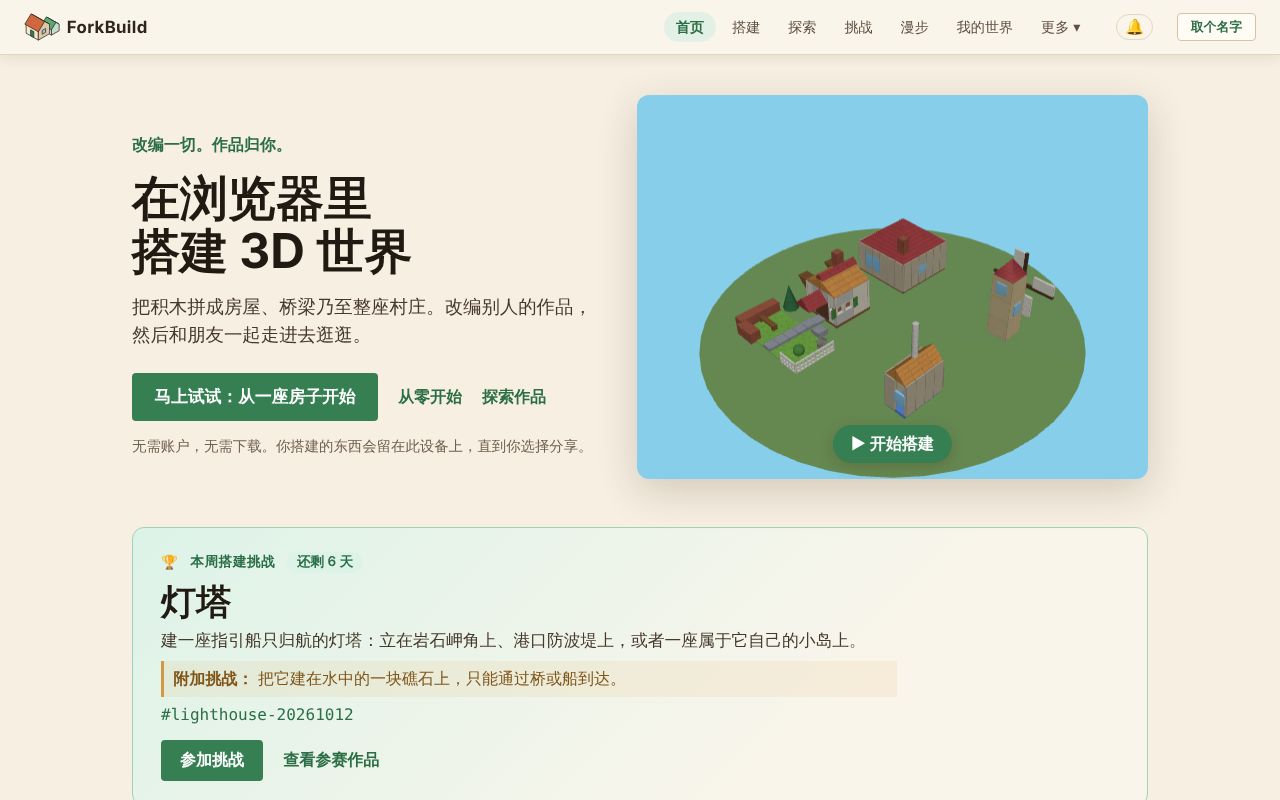 ForkBuild
首页
搭建
探索
挑战
漫步
我的世界
更多 ▾
取个名字
改编一切。作品归你。
在浏览器里
搭建 3D 世界
把积木拼成房屋、桥梁乃至整座村庄。改编别人的作品，
然后和朋友一起走进去逛逛。
马上试试：从一座房子开始
从零开始
探索作品
无需账户，无需下载。你搭建的东西会留在此设备上，直到你选择分享。
▶ 开始搭建
本周搭建挑战
还剩 6 天
灯塔
建一座指引船只归航的灯塔：立在岩石岬角上、港口防波堤上，或者一座属于它自己的小岛上。
附加挑战： 把它建在水中的一块礁石上，只能通过桥或船到达。
#lighthouse-20261012
参加挑战
查看参赛作品